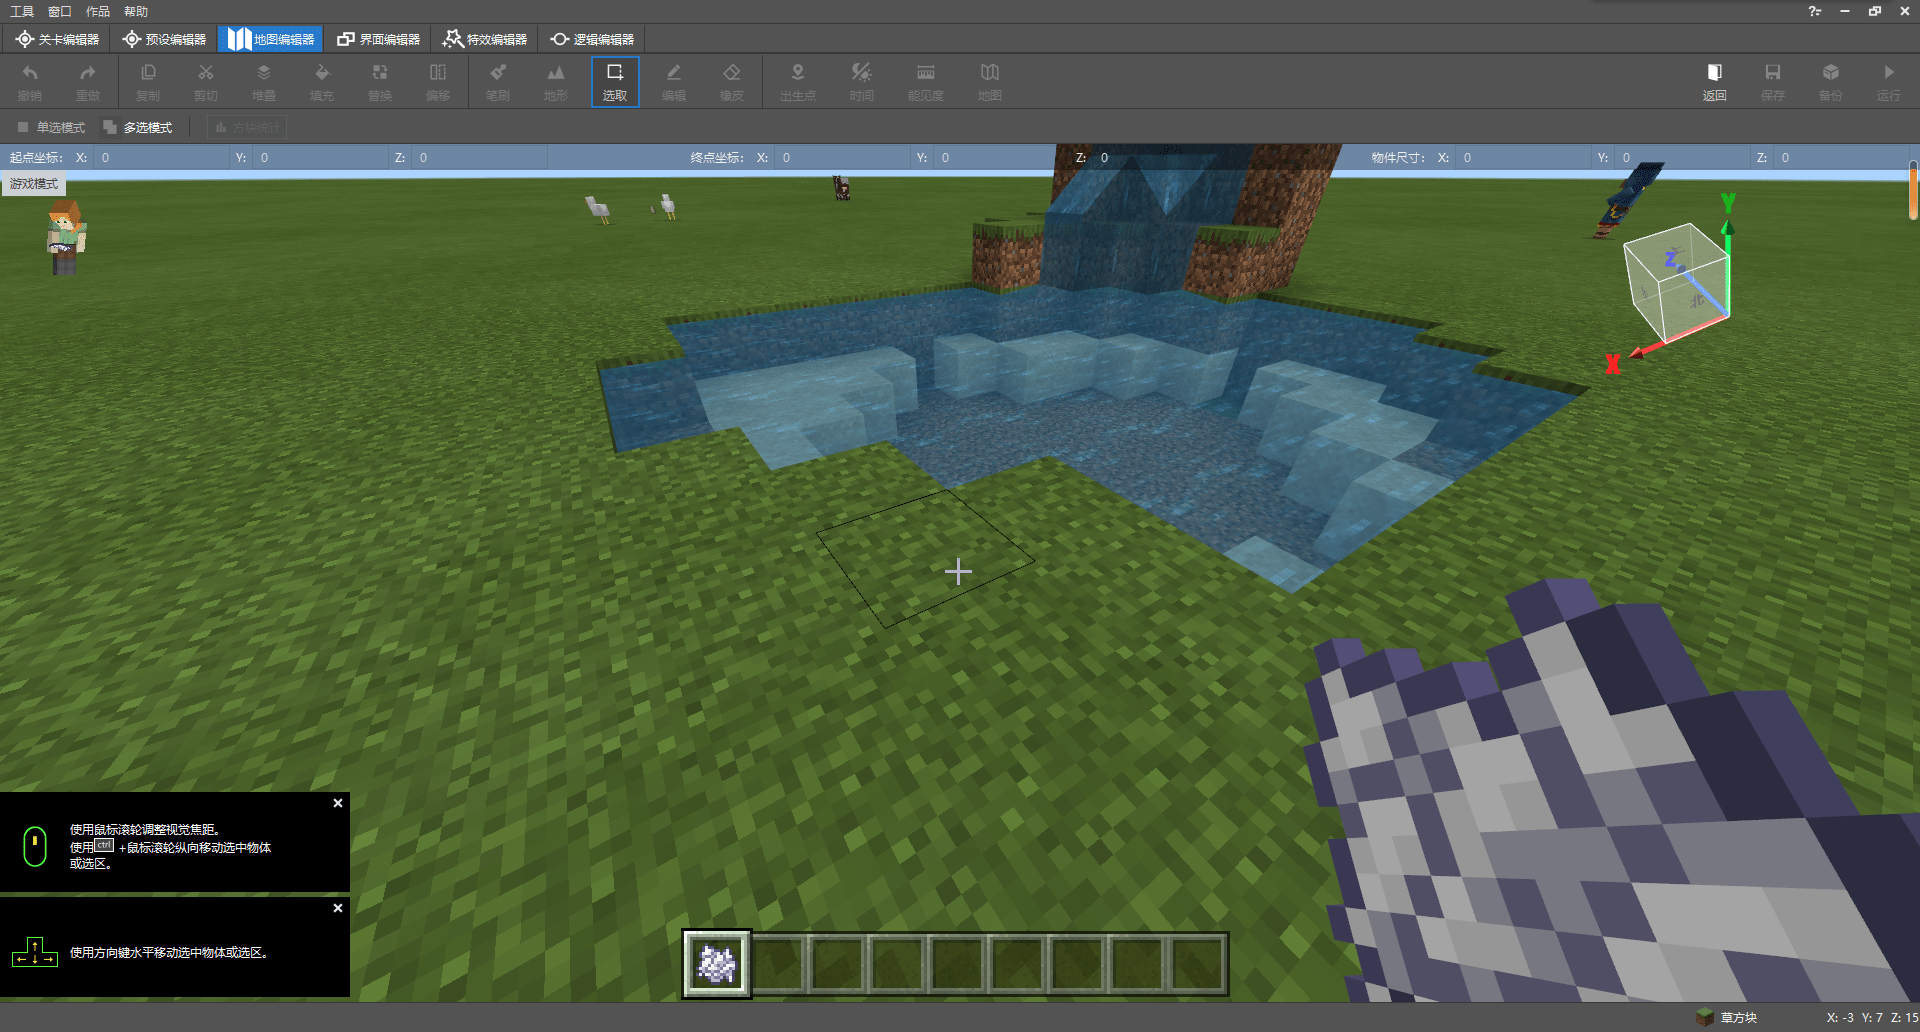 工具 窗口 作品 帮助
关卡编辑器 预设编辑器 地图编辑器 界面编辑器 特效编辑器 逻辑编辑器
撤销 重做 复制 剪切 堆叠 填充 替换 偏移 笔刷 地形 选取 编辑 橡皮 出生点 时间 能见度 地图 返回 保存 备份 运行
单选模式 多选模式 方块统计
起点坐标: X: 0 Y: 0 Z: 0 终点坐标: X: 0 Y: 0 Z: 0 物件尺寸: X: 0 Y: 0 Z: 0
游戏模式
Y
Z
北
X
使用鼠标滚轮调整视觉焦距。
使用ctrl+鼠标滚轮纵向移动选中物体
或选区。
使用方向键水平移动选中物体或选区。
草方块 X: -3 Y: 7 Z: 15